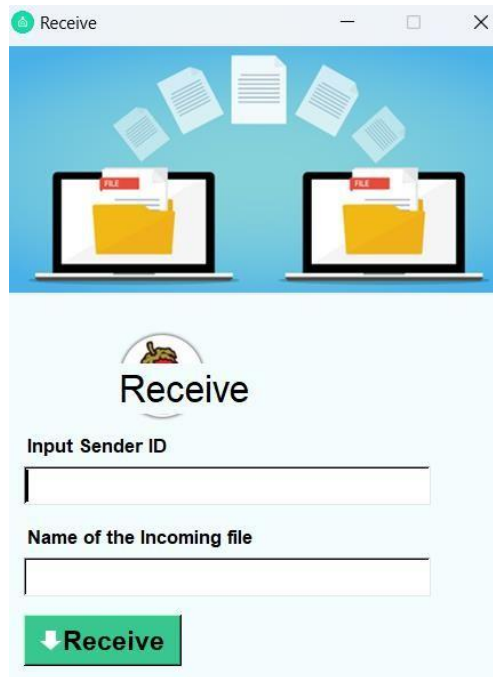 Receive
FILE
FILE
Receive
Input Sender ID
Name of the Incoming file
Receive